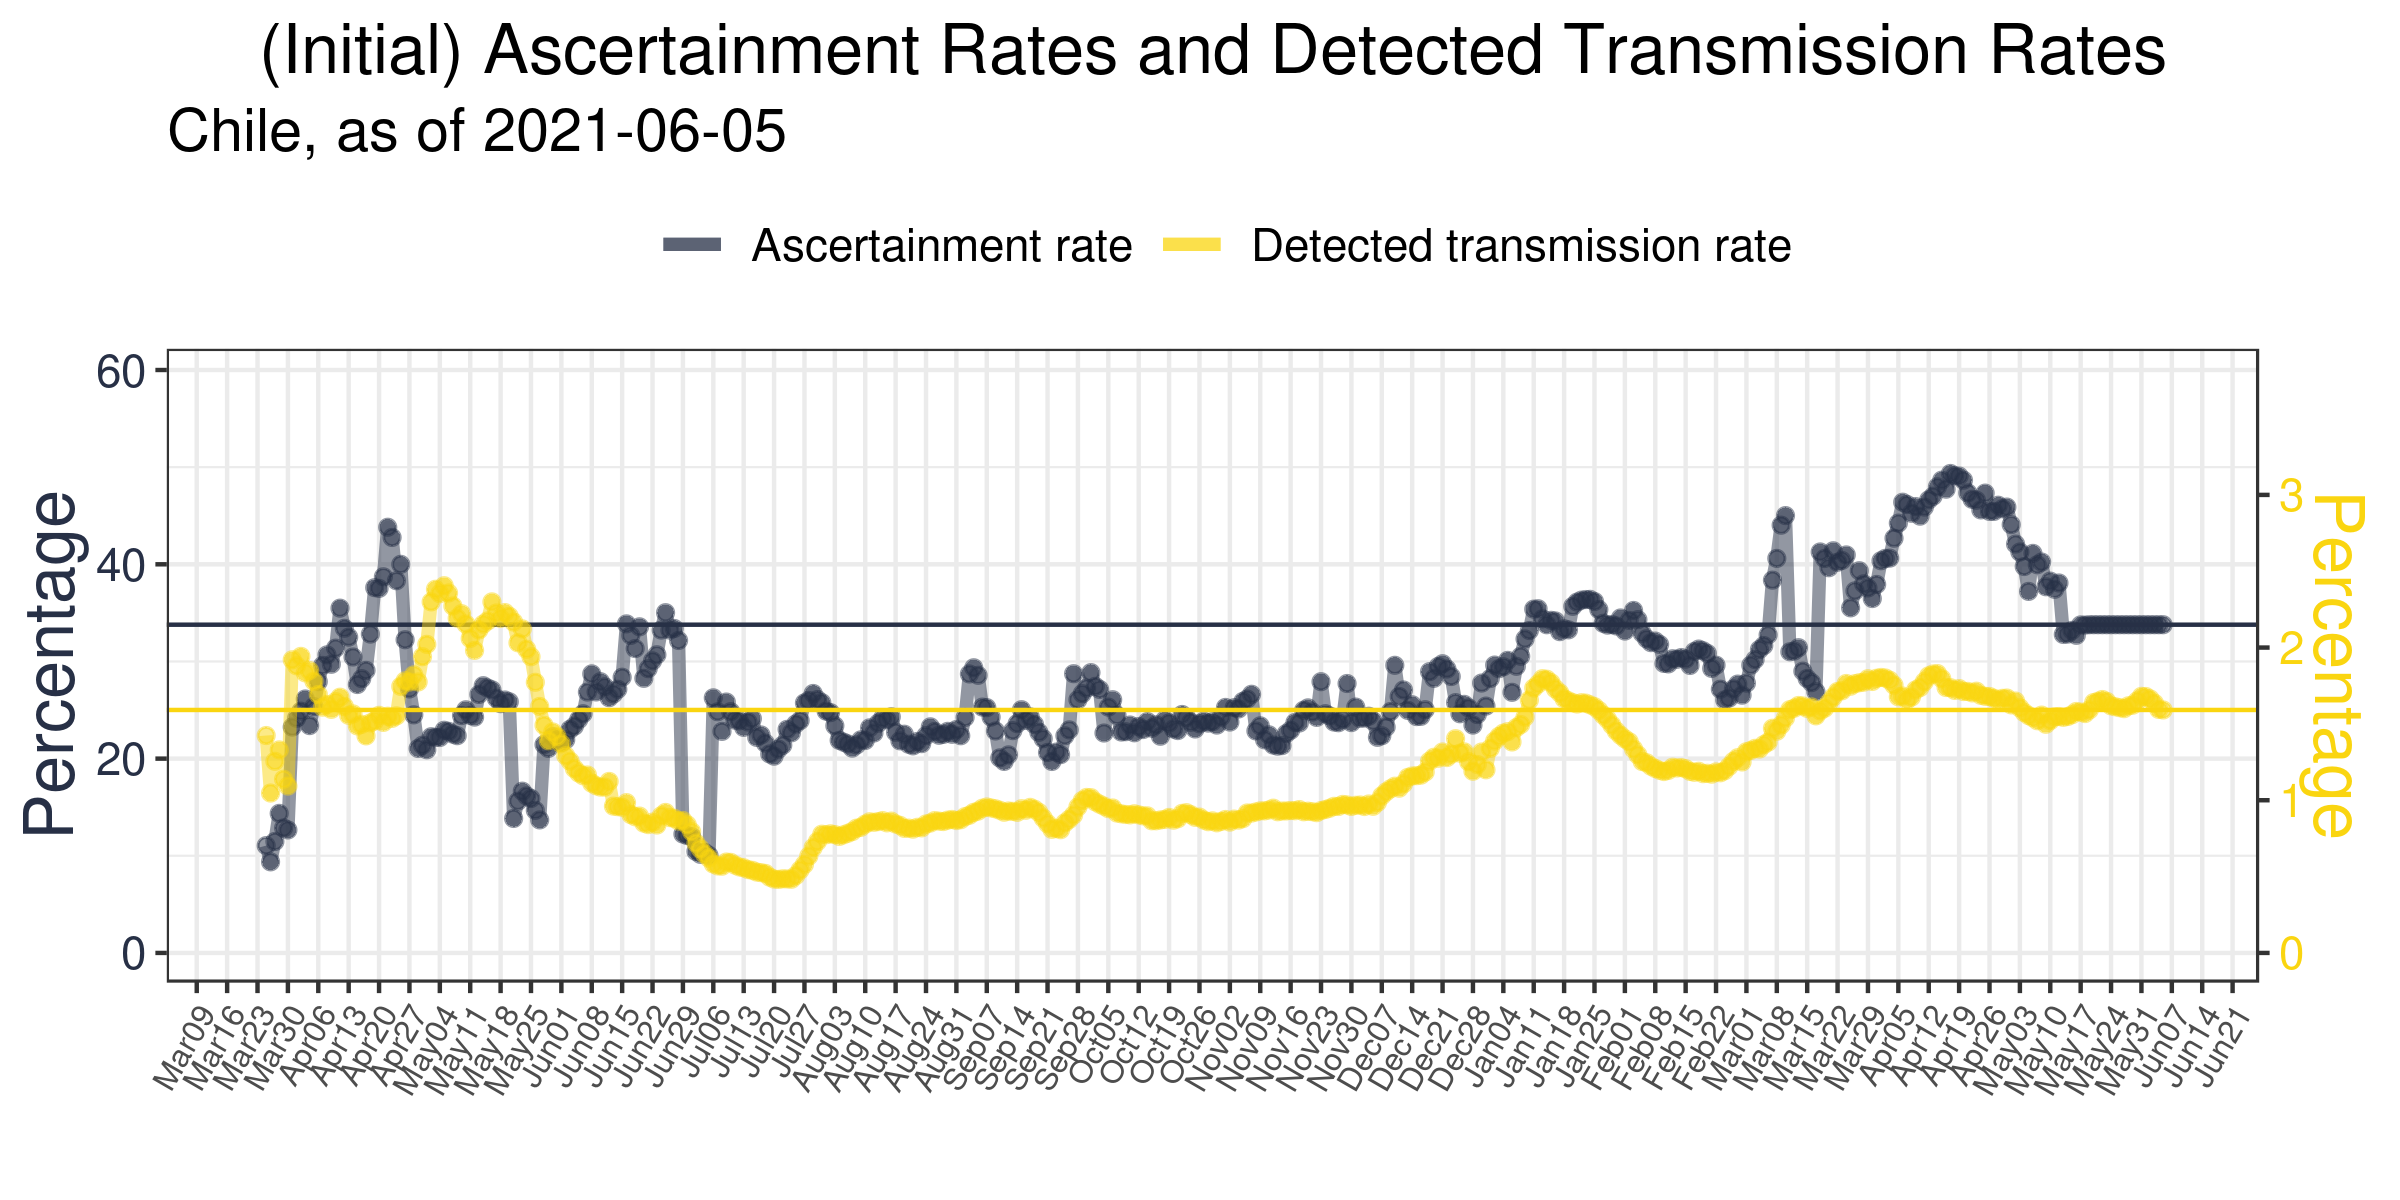 (Initial) Ascertainment Rates and Detected Transmission Rates
Chile, as of 2021-06-05
Ascertainment rate
Detected transmission rate
Percentage
60
40
20
0
3
2
1
0
Percentage
Mar09
Mar16
Mar23
Mar30
Apr06
Apr13
Apr20
Apr27
May04
May11
May18
May25
Jun01
Jun08
Jun15
Jun22
Jun29
Jul06
Jul13
Jul20
Jul27
Aug03
Aug10
Aug17
Aug24
Aug31
Sep07
Sep14
Sep21
Sep28
Oct05
Oct12
Oct19
Oct26
Nov02
Nov09
Nov16
Nov23
Nov30
Dec07
Dec14
Dec21
Dec28
Jan04
Jan11
Jan18
Jan25
Feb01
Feb08
Feb15
Feb22
Mar01
Mar08
Mar15
Mar22
Mar29
Apr05
Apr12
Apr19
Apr26
May03
May10
May17
May24
May31
Jun07
Jun14
Jun21